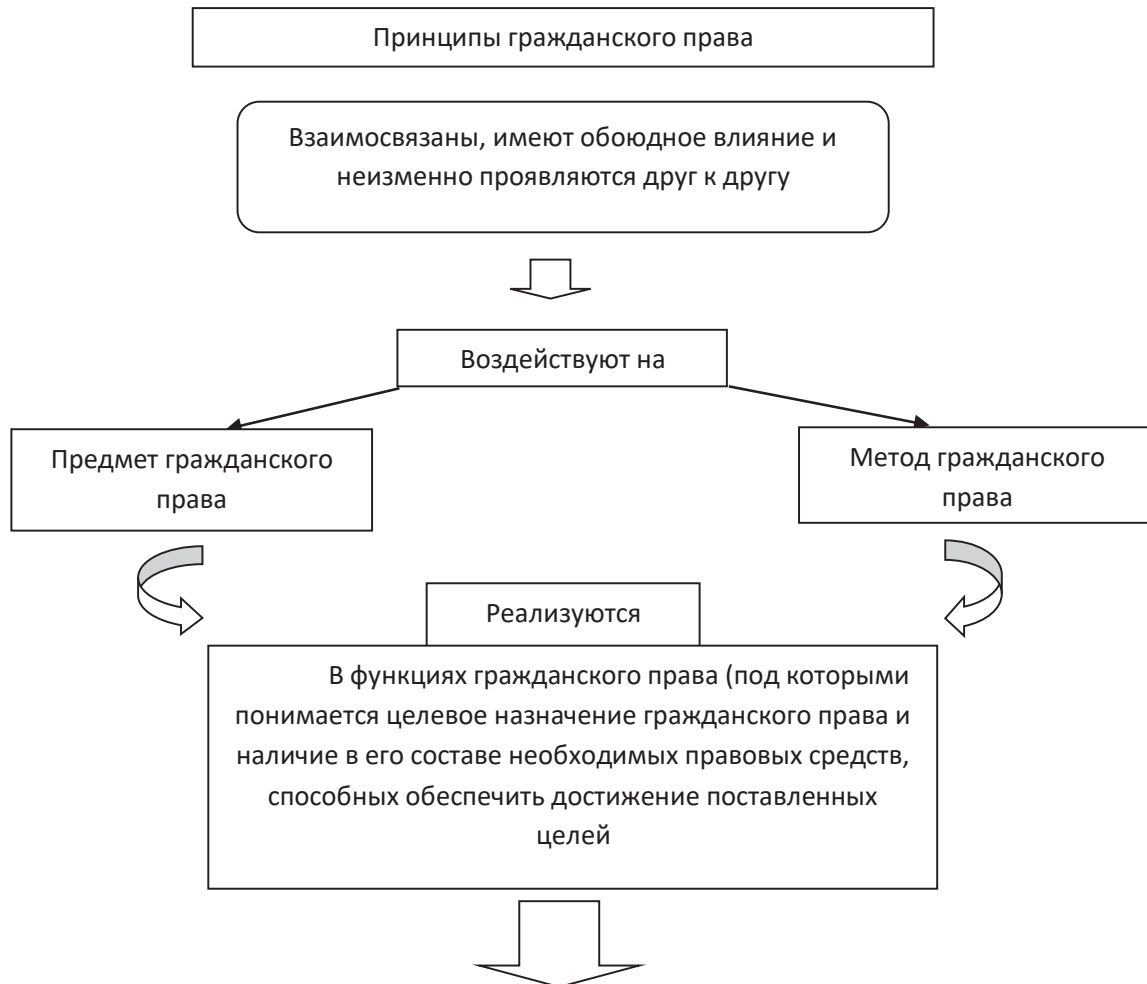 Принципы гражданского права
Взаимосвязаны, имеют обоюдное влияние и
неизменно проявляются друг к другу
Воздействуют на
Предмет гражданского
права
Метод гражданского
права
Реализуются
В функциях гражданского права (под которыми
понимается целевое назначение гражданского права и
наличие в его составе необходимых правовых средств,
способных обеспечить достижение поставленных
целей